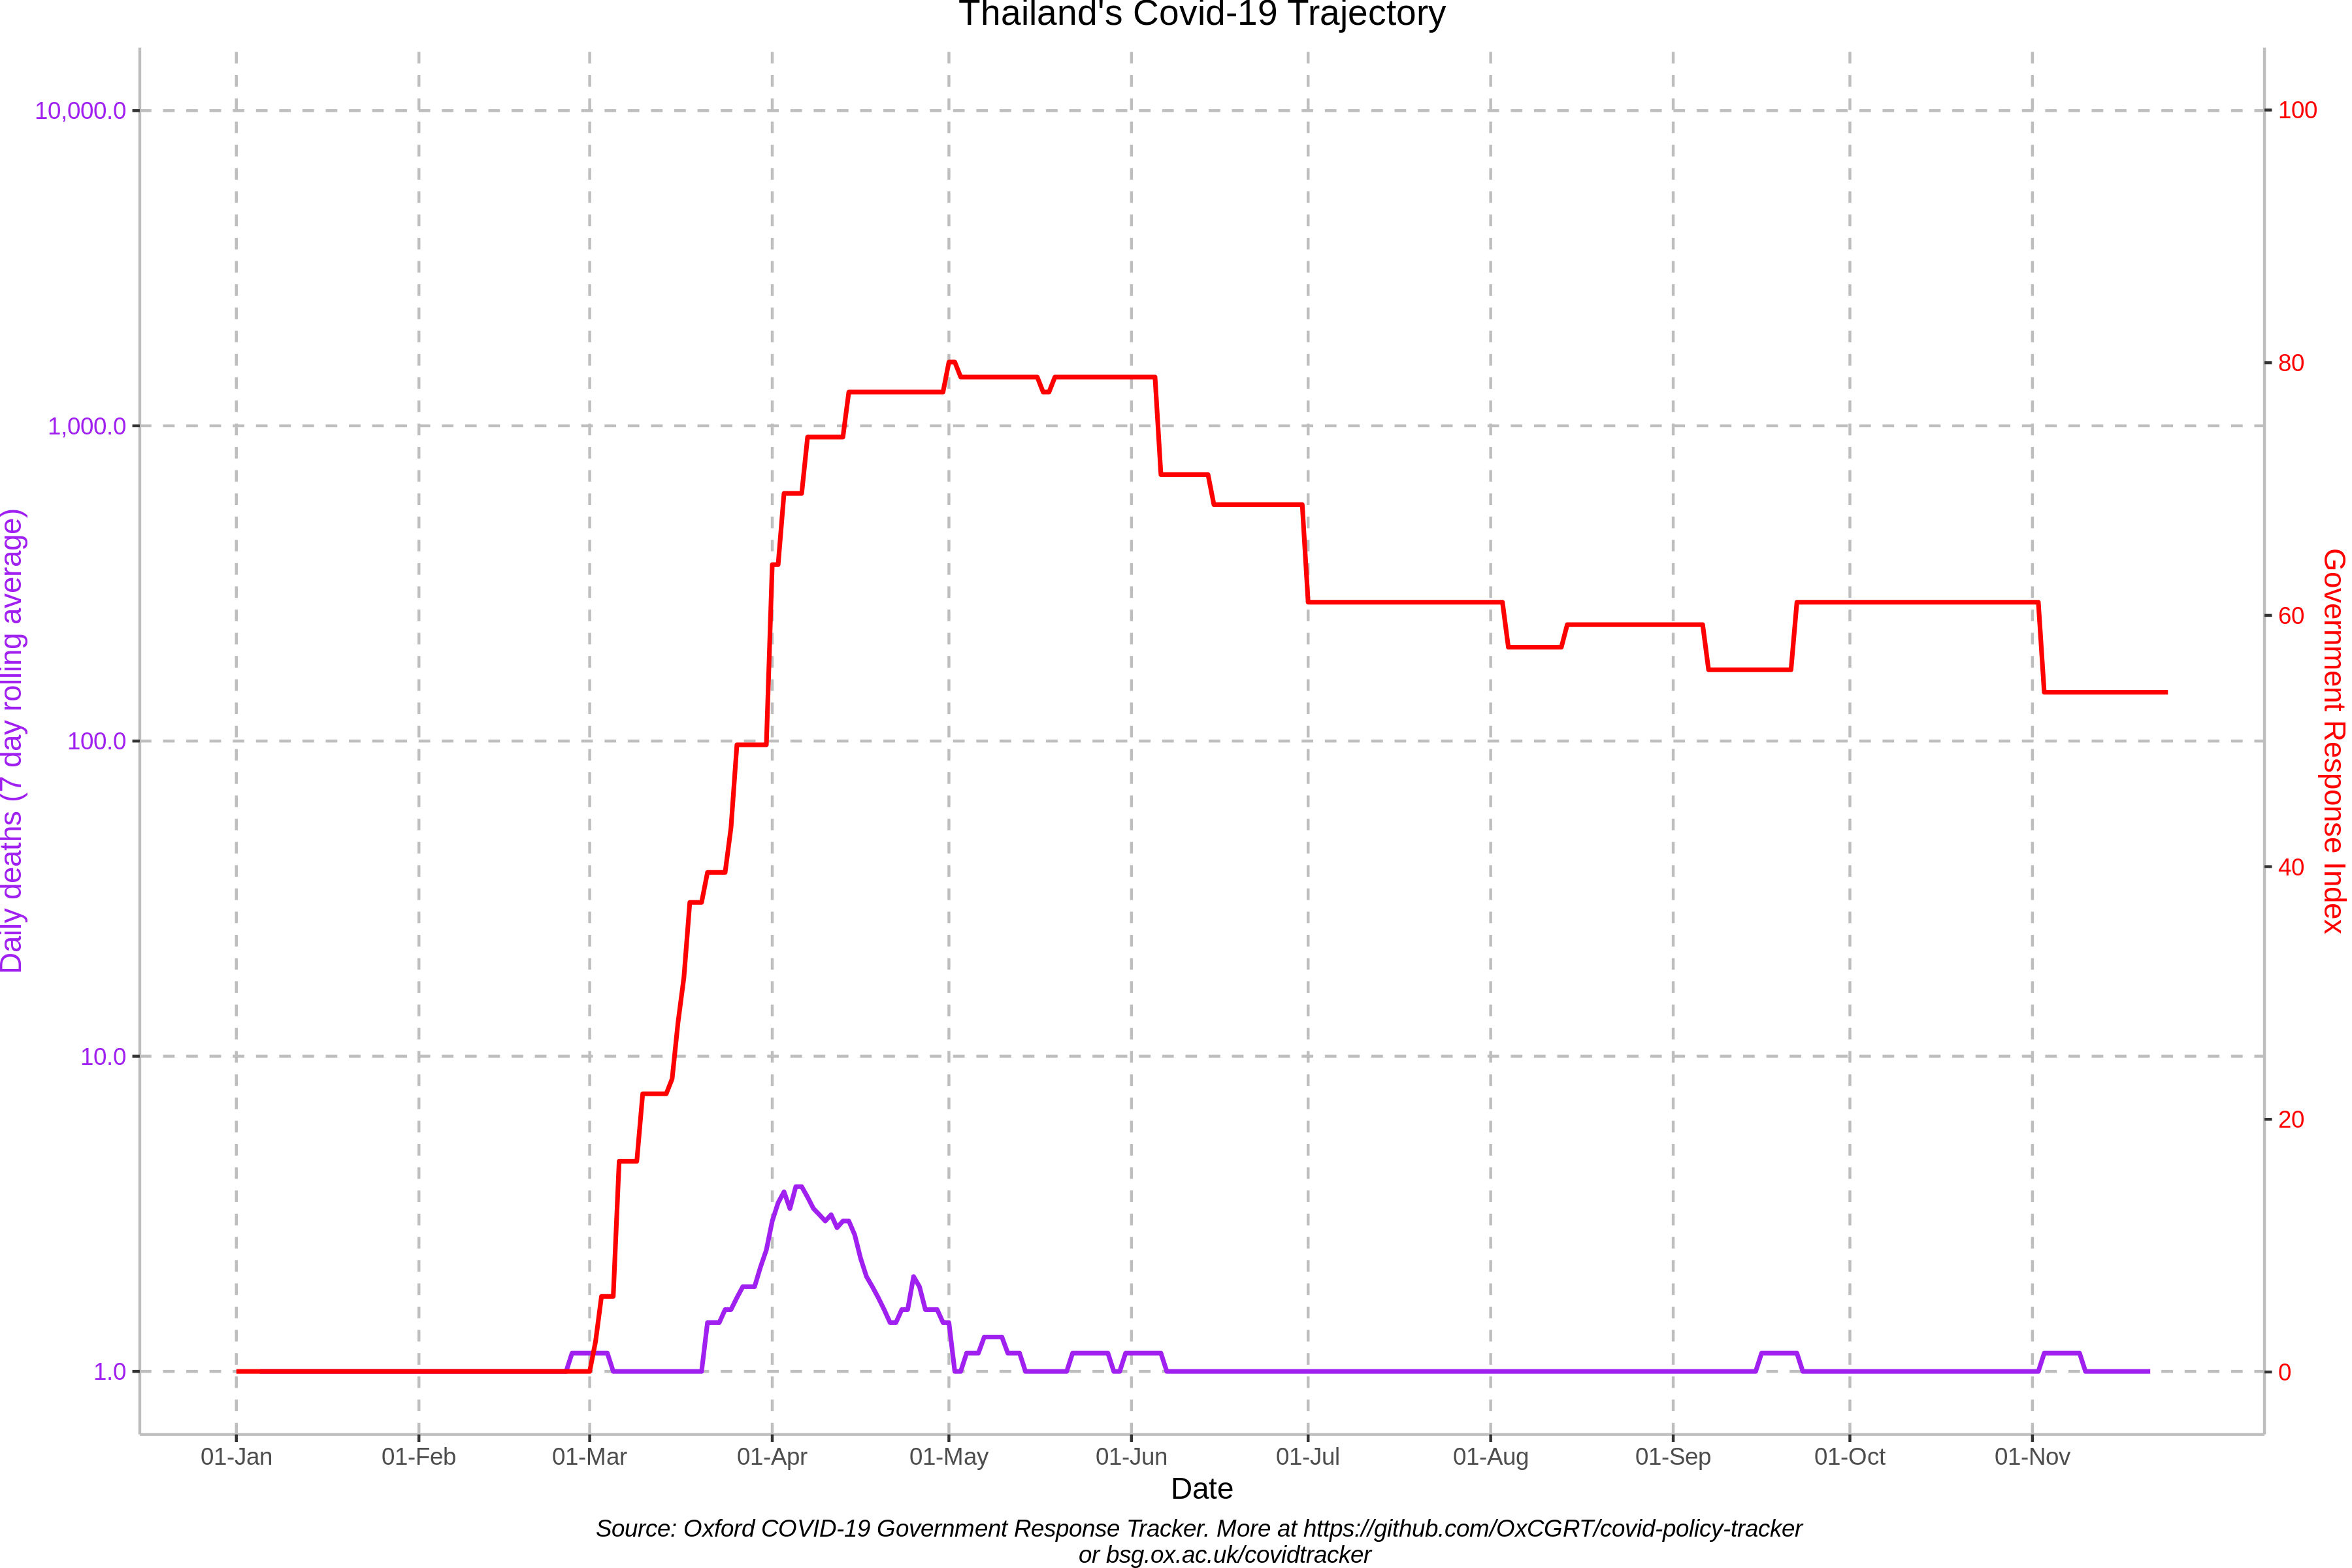 Thailand's Covid-19 Trajectory
10,000.0
1,000.0
100.0
10.0
1.0
Daily deaths (7 day rolling average)
100
80
60
40
20
0
Government Response Index
01-Jan 01-Feb 01-Mar 01-Apr 01-May 01-Jun 01-Jul 01-Aug 01-Sep 01-Oct 01-Nov
Date
Source: Oxford COVID-19 Government Response Tracker. More at https://github.com/OxCGRT/covid-policy-tracker
or bsg.ox.ac.uk/covidtracker